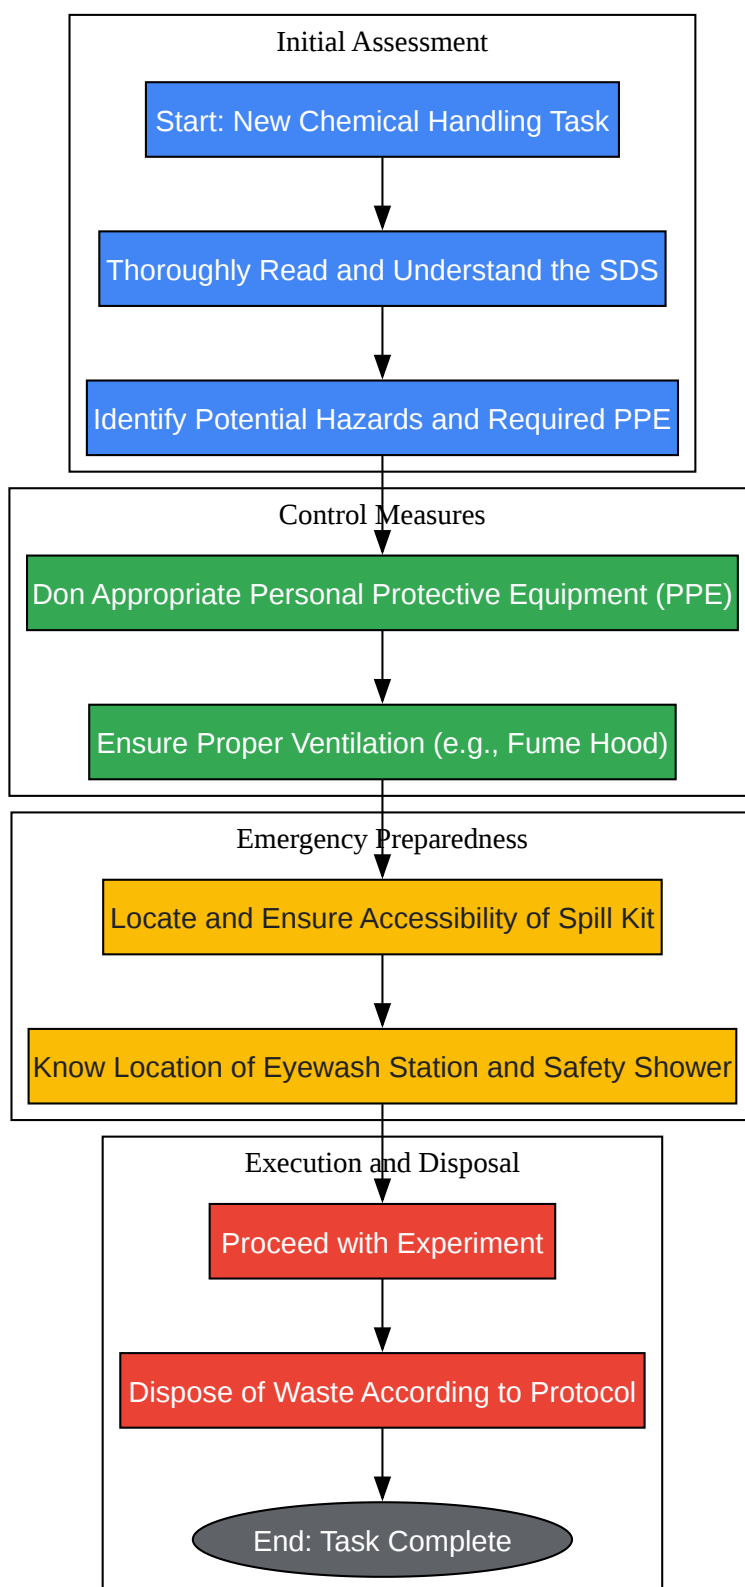 Initial Assessment
Start: New Chemical Handling Task
Thoroughly Read and Understand the SDS
Identify Potential Hazards and Required PPE
Control Measures
Don Appropriate Personal Protective Equipment (PPE)
Ensure Proper Ventilation (e.g., Fume Hood)
Emergency Preparedness
Locate and Ensure Accessibility of Spill Kit
Know Location of Eyewash Station and Safety Shower
Execution and Disposal
Proceed with Experiment
Dispose of Waste According to Protocol
End: Task Complete